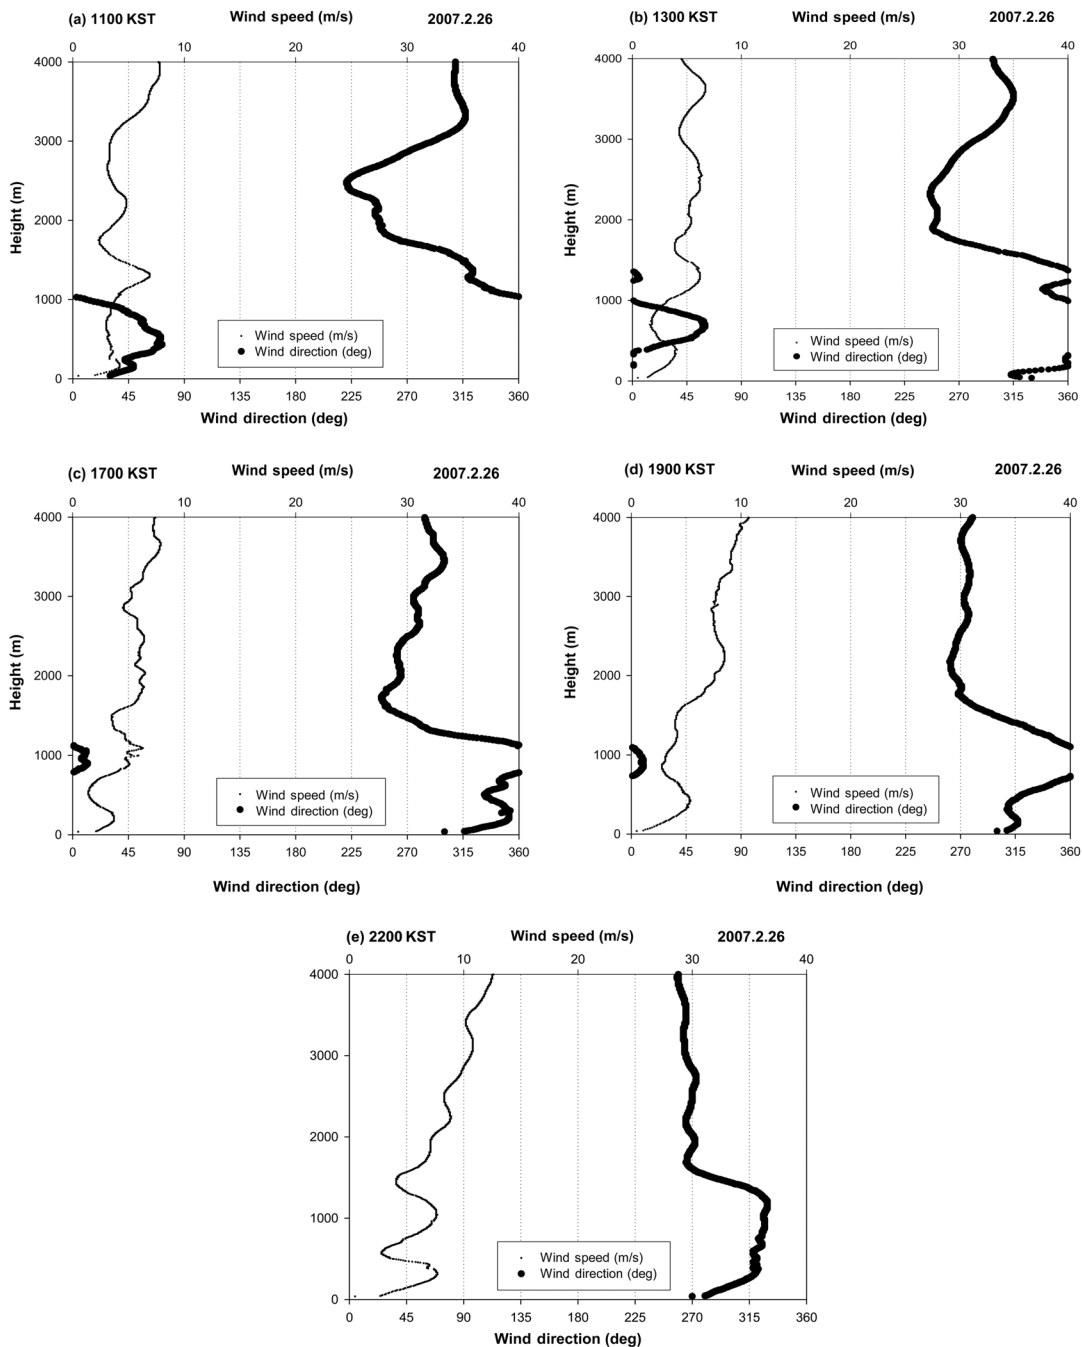 (a) 1100 KST Wind speed (m/s) 2007.2.26
0 10 20 30 40
4000
3000
2000
1000
0
Height (m)
Wind speed (m/s)
Wind direction (deg)
0 45 90 135 180 225 270 315 360
Wind direction (deg)
(b) 1300 KST Wind speed (m/s) 2007.2.26
0 10 20 30 40
4000
3000
2000
1000
0
Height (m)
Wind speed (m/s)
Wind direction (deg)
0 45 90 135 180 225 270 315 360
Wind direction (deg)
(c) 1700 KST Wind speed (m/s) 2007.2.26
0 10 20 30 40
4000
3000
2000
1000
0
Height (m)
Wind speed (m/s)
Wind direction (deg)
0 45 90 135 180 225 270 315 360
Wind direction (deg)
(d) 1900 KST Wind speed (m/s) 2007.2.26
0 10 20 30 40
4000
3000
2000
1000
0
Height (m)
Wind speed (m/s)
Wind direction (deg)
0 45 90 135 180 225 270 315 360
Wind direction (deg)
(e) 2200 KST Wind speed (m/s) 2007.2.26
0 10 20 30 40
4000
3000
2000
1000
0
Wind speed (m/s)
Wind direction (deg)
0 45 90 135 180 225 270 315 360
Wind direction (deg)